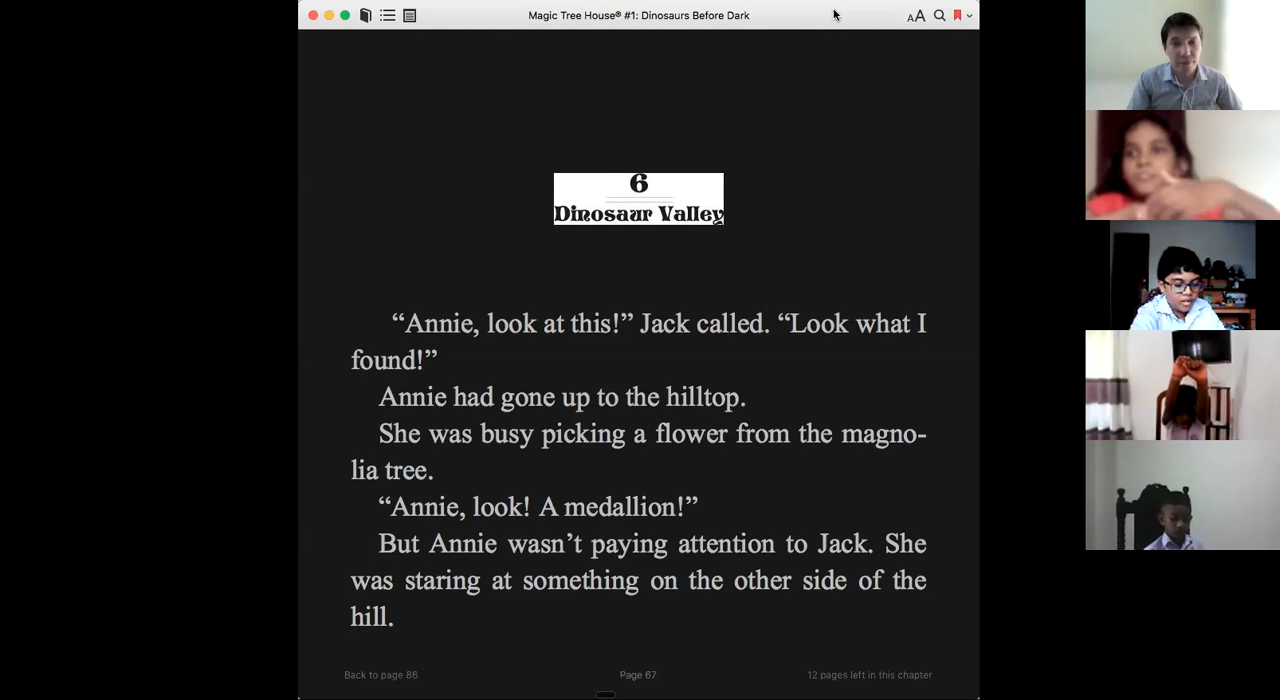 Magic Tree House® #1: Dinosaurs Before Dark
AA
6
Dinosaur Valley
“Annie, look at this!” Jack called. “Look what I
found!”
Annie had gone up to the hilltop.
She was busy picking a flower from the magno-
lia tree.
“Annie, look! A medallion!”
But Annie wasn’t paying attention to Jack. She
was staring at something on the other side of the
hill.
Back to page 86
Page 67
12 pages left in this chapter